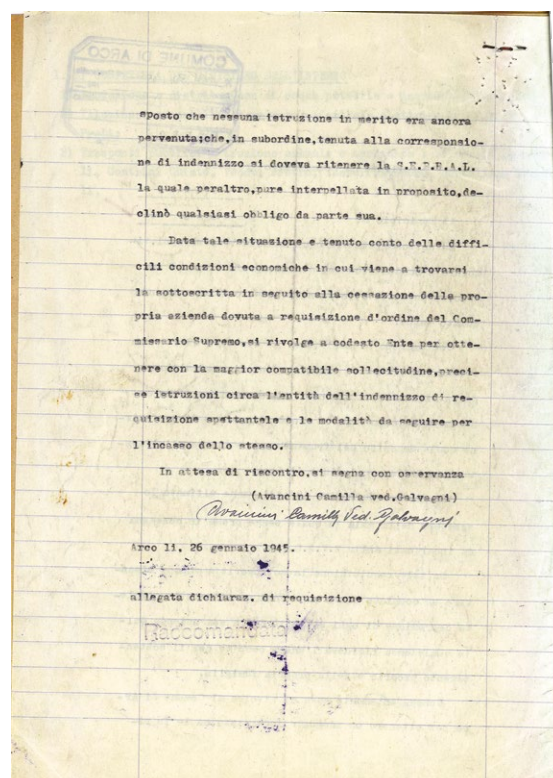 COMUNE DI ARCO
sposto che nessuna istruzione in merito era ancora
pervenuta;che,in subordine,tenuta alla corresponsio-
ne di indennizzo si doveva ritenere la S.E.P.R.A.L.
la quale peraltro,pure interpellata in proposito,de-
clinò qualsiasi obbligo da parte sua.
Data tale situazione e tenuto conto delle diffi-
cili condizioni economiche in cui viene a trovarsi
la sottoscritta in seguito alla cessazione della pro-
pria azienda dovuta a requisizione d'ordine del Com-
missario Supremo,si rivolge a codesto Ente per otte-
nere con la maggior compatibile sollecitudine,preci-
se istruzioni circa l'entità dell'indennizzo di re-
quisizione spettantele e le modalità da seguire per
l'incasso dello stesso.
In attesa di riscontro,si segna con osservanza
(Avancini Camilla ved.Galvagni)
Avancini Camilla Ved. Galvagni
Arco li, 26 gennaio 1945.
allegata dichiaraz. di requisizione
Raccomandata